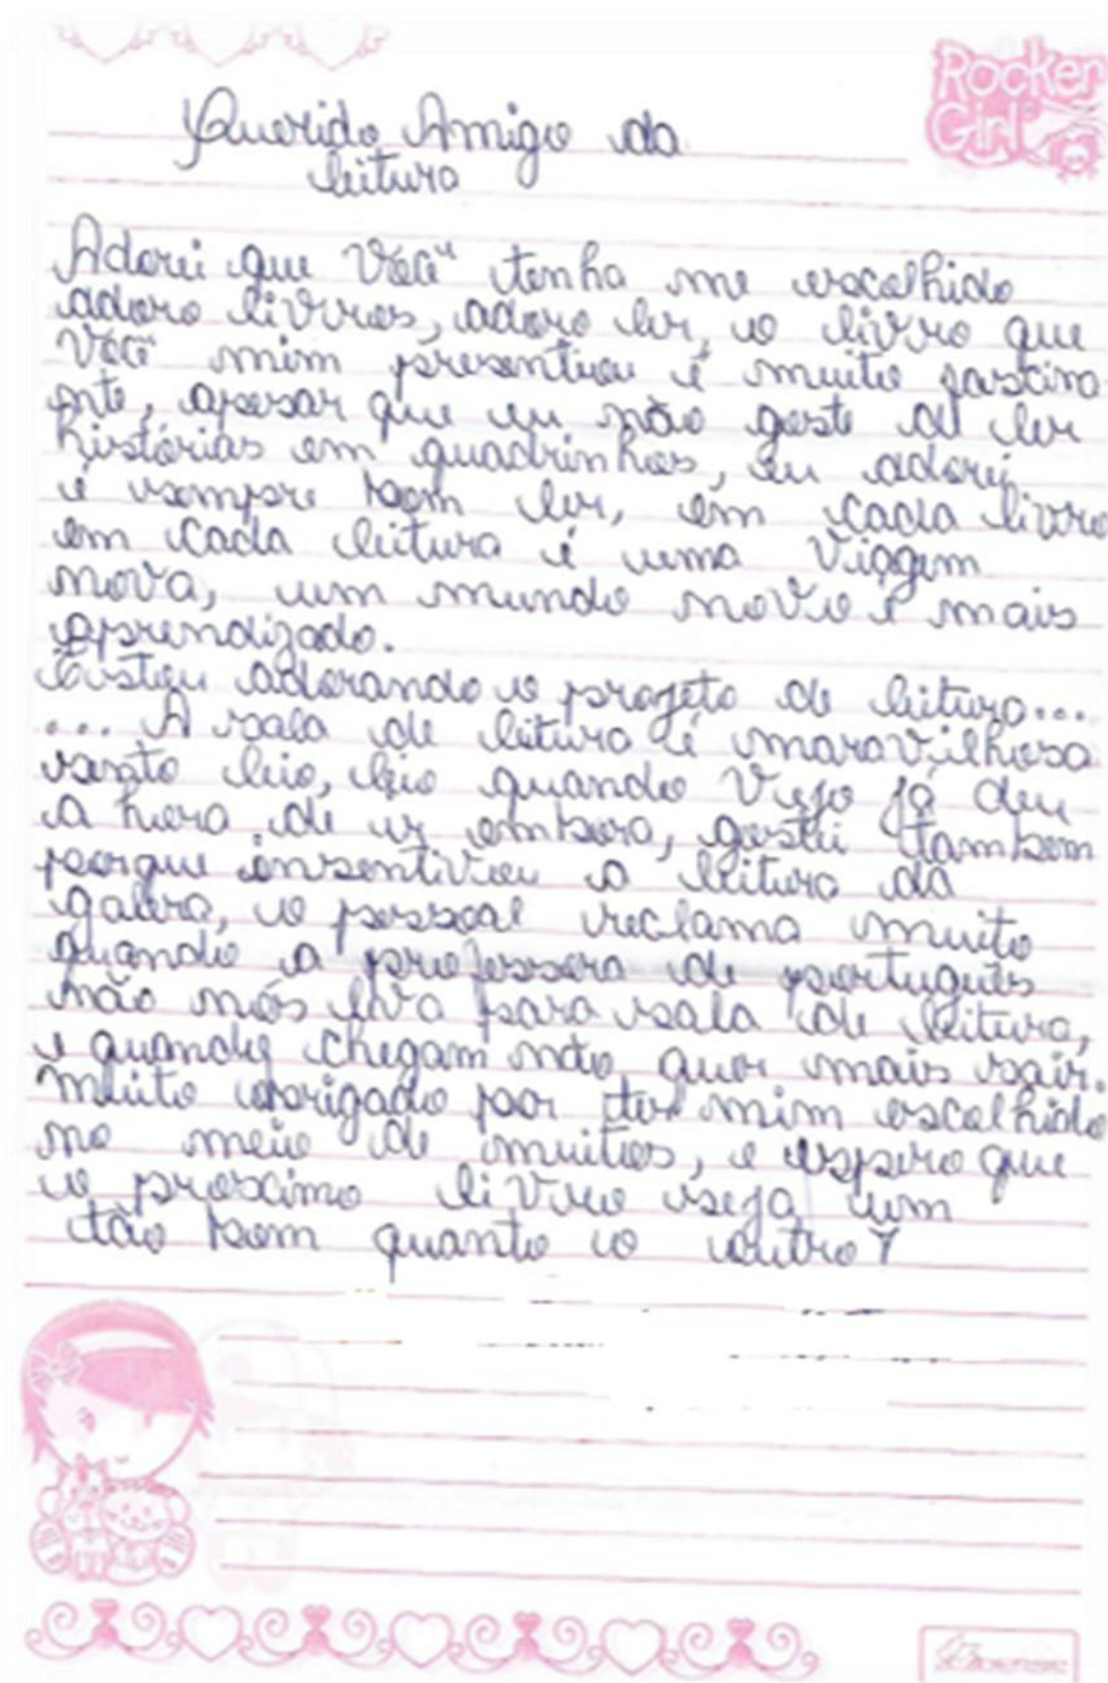 Rocker
Girl
Querido Amigo da
leitura
Adorei que você tenha me escolhido
adoro livros, adoro ler, o livro que
você mim presentiou é muito fascina
nte, apesar que eu não goste de ler
histórias em quadrinhos, eu adorei,
é sempre bom ler, em cada livro
em cada leitura é uma viagem
nova, um mundo novo é mais
aprendizado.
Estou adorando o projeto de leitura...
... A sala de leitura é maravilhosa
sento leio, leio quando vejo já deu
a hora de ir embora, gostei tambem
porque insentivou a leitura da
galera, o pessoal reclama muito
quando a professora de português
não nós leva para sala de leitura,
e quando chegam não quer mais sair.
Muito obrigado por ter mim escolhido
no meio de muitos, e espero que
o proximo livro seja um
tão bom quanto o outro?